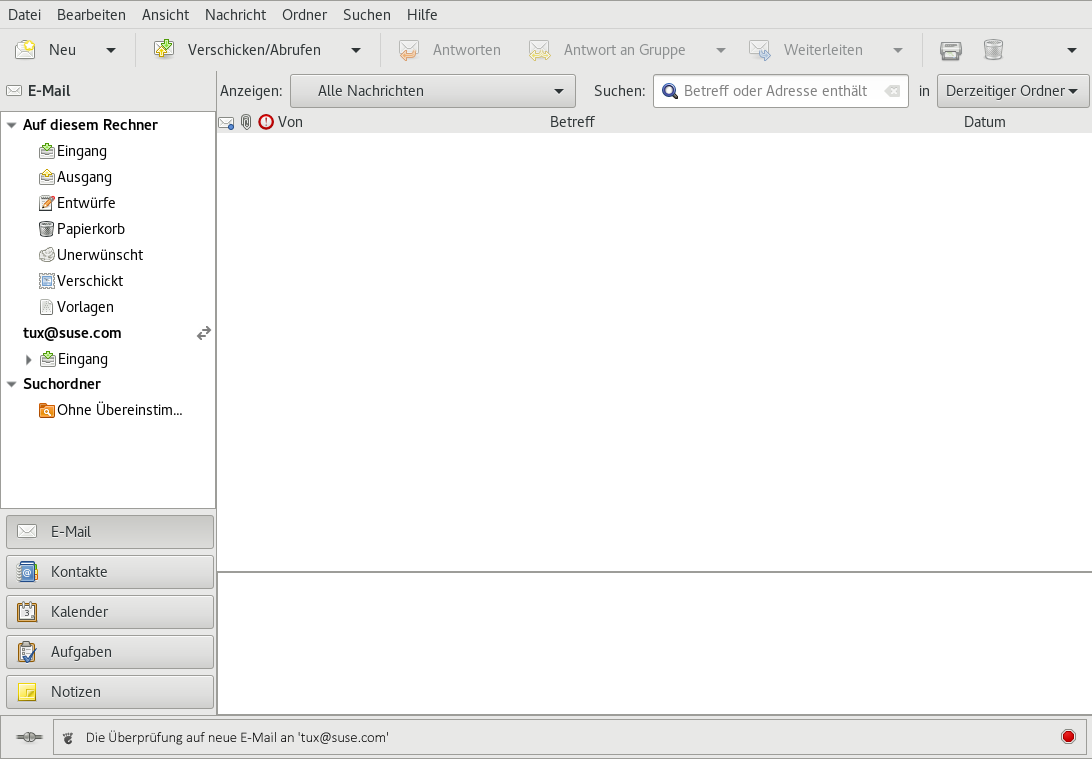 Datei Bearbeiten Ansicht Nachricht Ordner Suchen Hilfe
Neu Verschicken/Abrufen Antworten Antwort an Gruppe Weiterleiten
E-Mail
Anzeigen: Alle Nachrichten Suchen: Betreff oder Adresse enthält in Derzeitiger Ordner
Von Betreff Datum
Auf diesem Rechner
Eingang
Ausgang
Entwürfe
Papierkorb
Unerwünscht
Verschickt
Vorlagen
tux@suse.com
Eingang
Suchordner
Ohne Übereinstim...
E-Mail
Kontakte
3 Kalender
Aufgaben
Notizen
Die Überprüfung auf neue E-Mail an 'tux@suse.com'